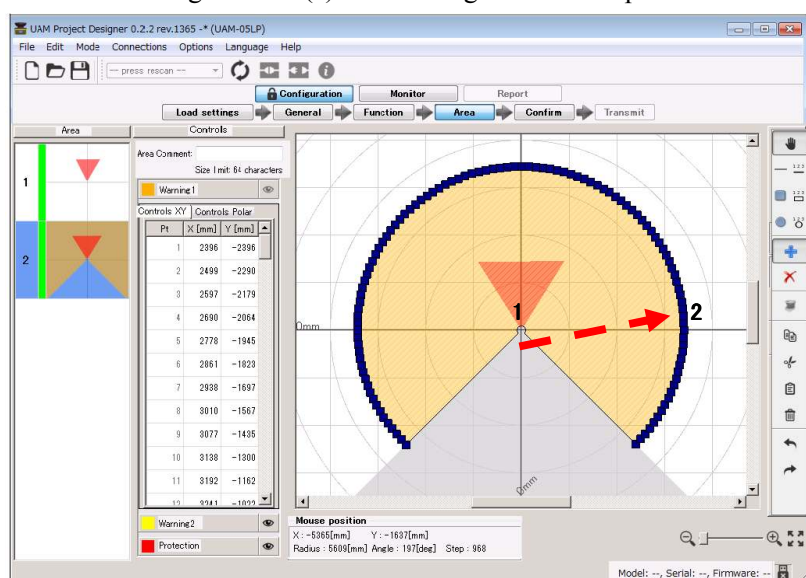 UAM Project Designer 0.2.2 rev.1365 -* (UAM-05LP)
File Edit Mode Connections Options Language Help
-- press rescan --
Configuration Monitor Report
Load settings General Function Area Confirm Transmit
Area
1
2
Controls
Area Comment:
Size limit: 64 characters
Warning1
Controls XY Controls Polar
Pt X [mm] Y [mm]
1 2396 -2396
2 2499 -2290
3 2597 -2179
4 2690 -2064
5 2778 -1945
6 2861 -1823
7 2938 -1697
8 3010 -1567
9 3077 -1435
10 3138 -1300
11 3192 -1162
12 3241 -1022
Warning2
Protection
1
2
0mm
0mm
Mouse position
X : -5365[mm] Y : -1637[mm]
Radius : 5609[mm] Angle : 197[deg] Step : 968
Model: --, Serial: --, Firmware: --